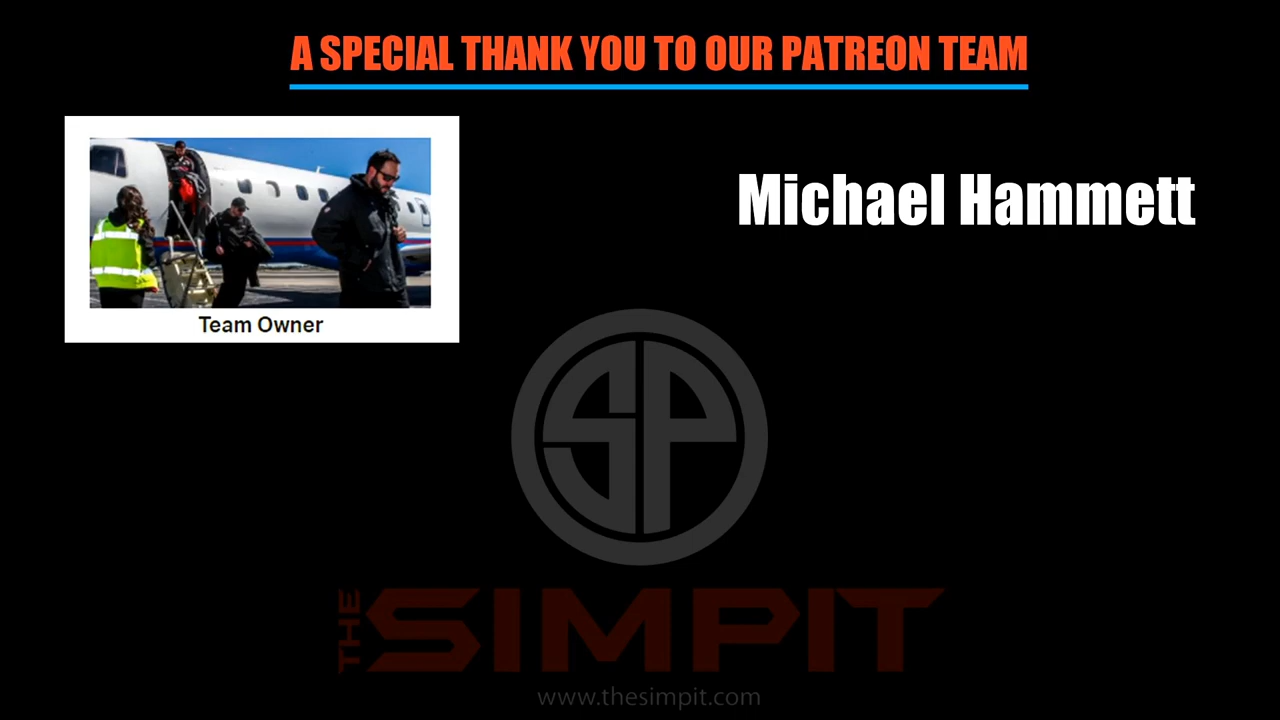 A SPECIAL THANK YOU TO OUR PATREON TEAM
Michael Hammett
Team Owner
SP
THE SIMPIT
www.thesimpit.com